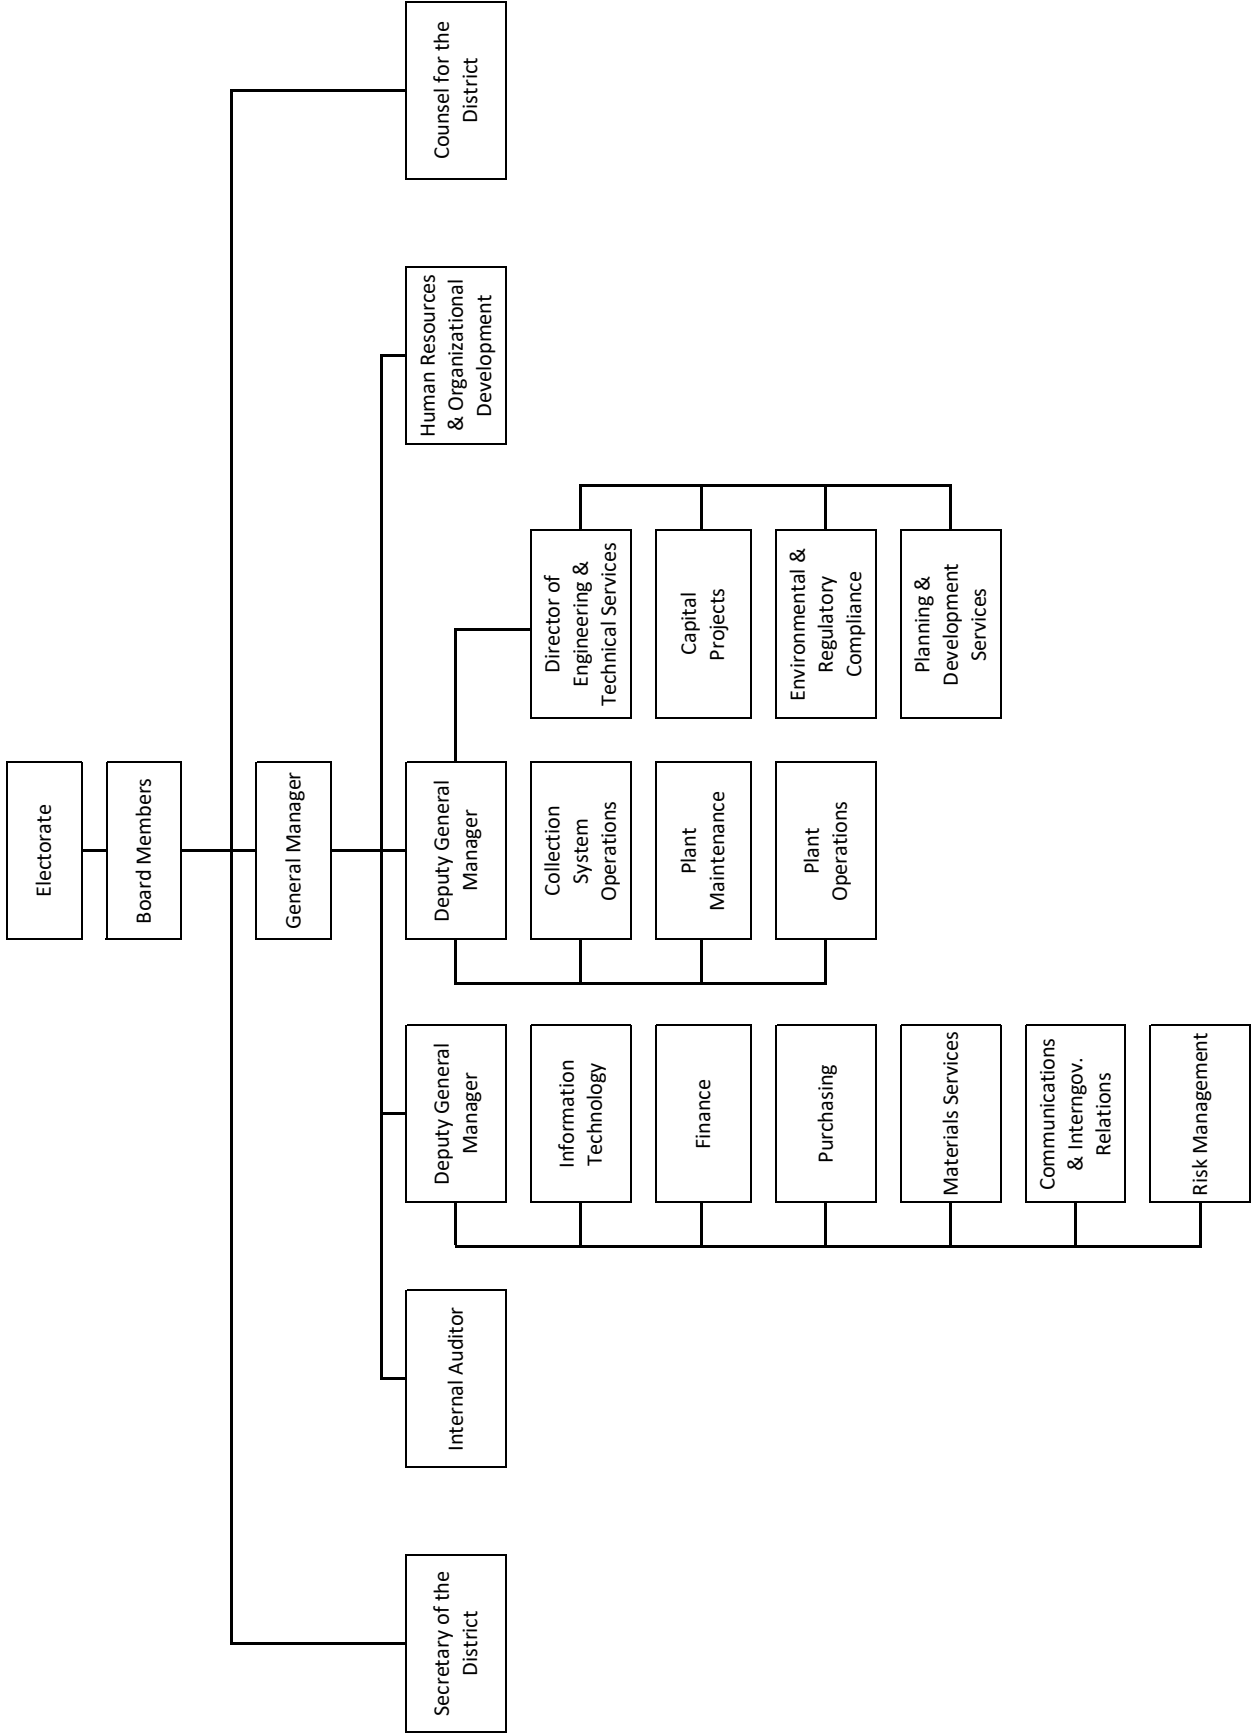 Electorate
Board Members
General Manager
Secretary of the
District
Internal Auditor
Deputy General
Manager
Deputy General
Manager
Human Resources
& Organizational
Development
Counsel for the
District
Information
Technology
Finance
Purchasing
Materials Services
Communications
& Interngov.
Relations
Risk Management
Collection
System
Operations
Plant
Maintenance
Plant
Operations
Director of
Engineering &
Technical Services
Capital
Projects
Environmental &
Regulatory
Compliance
Planning &
Development
Services